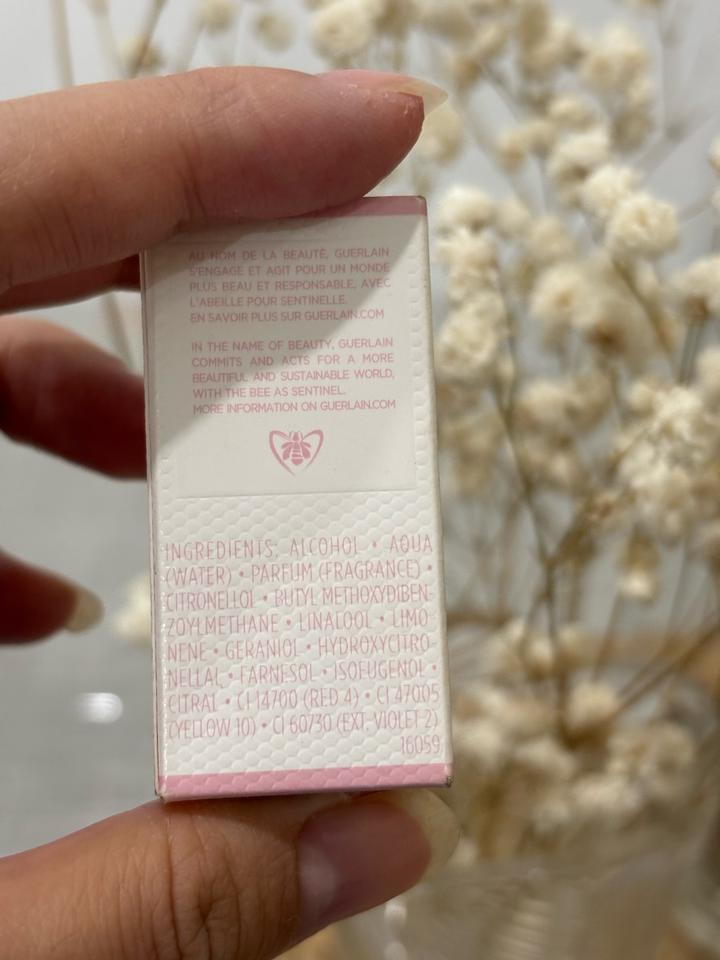 AU NOM DE LA BEAUTÉ, GUERLAIN
S'ENGAGE ET AGIT POUR UN MONDE
PLUS BEAU ET RESPONSABLE, AVEC
L'ABEILLE POUR SENTINELLE.
EN SAVOIR PLUS SUR GUERLAIN.COM
IN THE NAME OF BEAUTY, GUERLAIN
COMMITS AND ACTS FOR A MORE
BEAUTIFUL AND SUSTAINABLE WORLD,
WITH THE BEE AS SENTINEL.
MORE INFORMATION ON GUERLAIN.COM
INGREDIENTS: ALCOHOL • AQUA
(WATER) • PARFUM (FRAGRANCE) •
CITRONELLOL • BUTYL METHOXYDIBEN-
ZOYLMETHANE • LINALOOL • LIMO-
NENE • GERANIOL • HYDROXYCITRO-
NELLAL • FARNESOL • ISOEUGENOL •
CITRAL • CI 14700 (RED 4) • CI 47005
(YELLOW 10) • CI 60730 (EXT. VIOLET 2)
16059